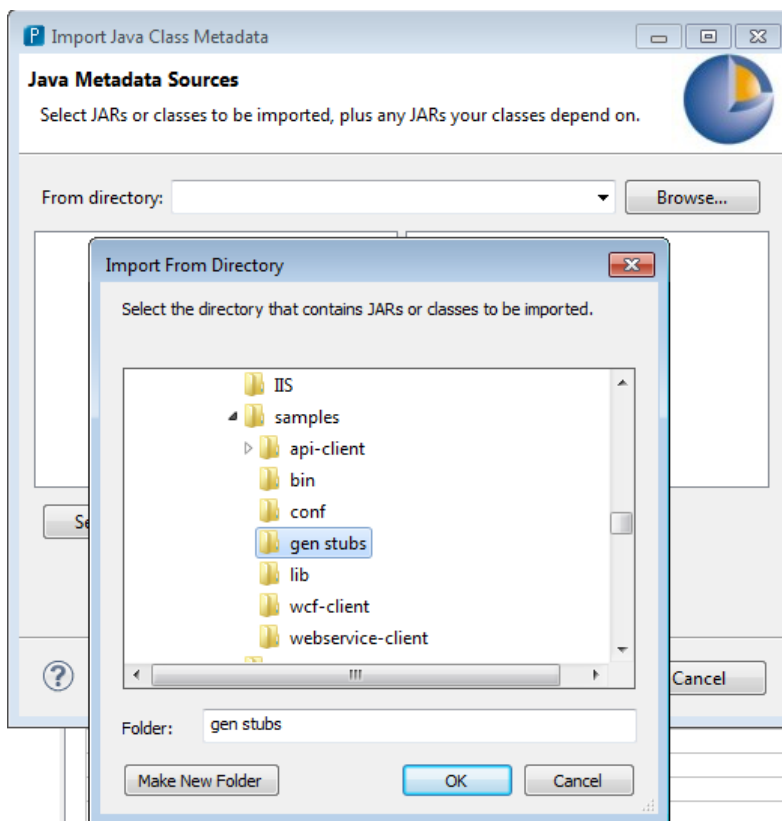 Import Java Class Metadata
Java Metadata Sources
Select JARs or classes to be imported, plus any JARs your classes depend on.
From directory:
Browse...
Import From Directory
Select the directory that contains JARs or classes to be imported.
IIS
samples
api-client
bin
conf
gen stubs
lib
wcf-client
webservice-client
Se
? Cancel
Folder: gen stubs
Make New Folder OK Cancel